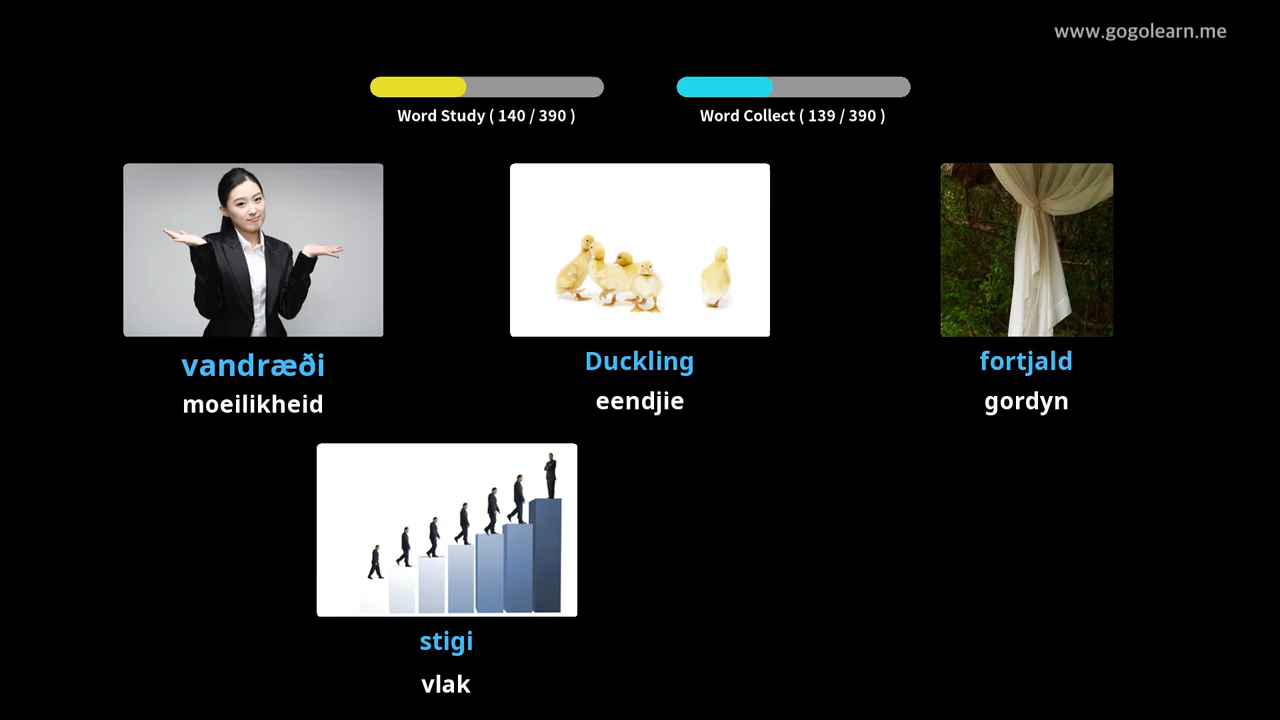 www.gogolearn.me
Word Study ( 140 / 390 )
Word Collect ( 139 / 390 )
vandræði
moeilikheid
Duckling
eendjie
fortjald
gordyn
stigi
vlak